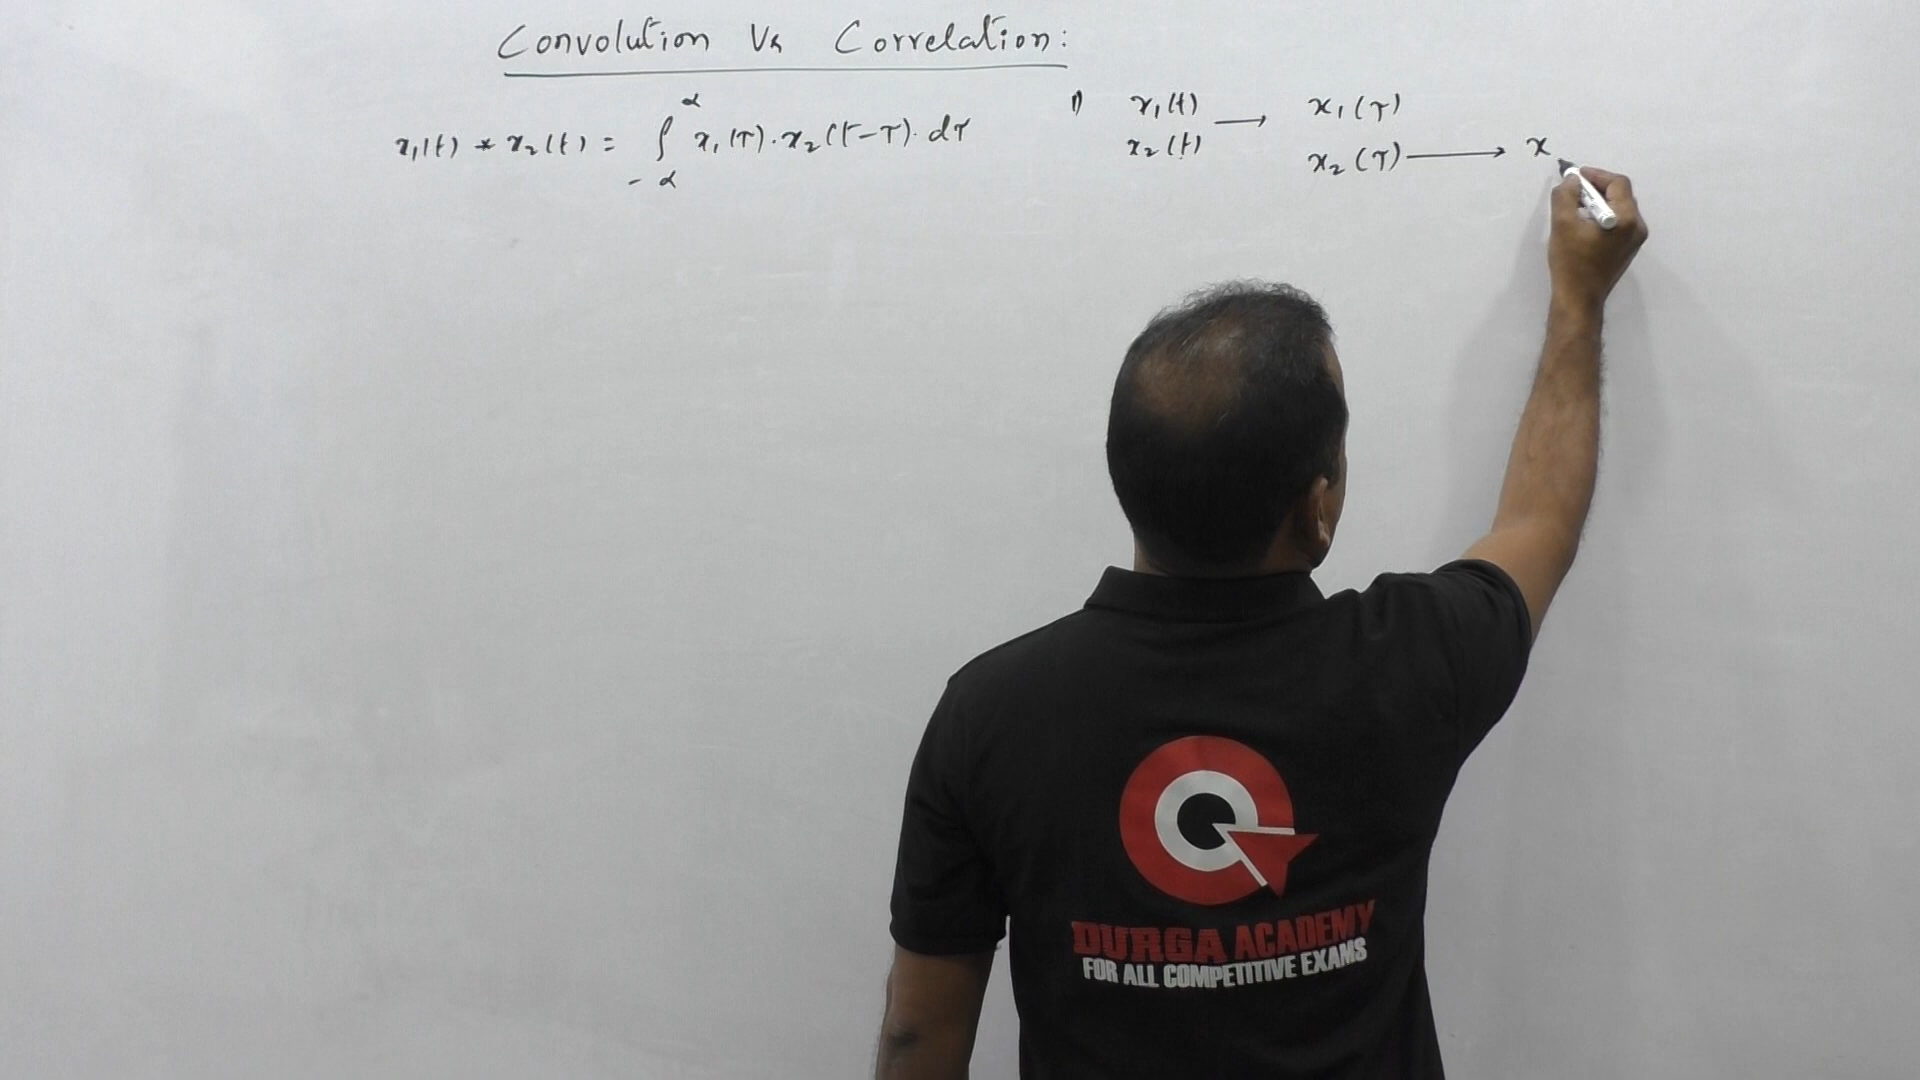 Convolution Vs Correlation:
x₁(t) * x₂(t) = ∫ x₁(τ).x₂(t-τ).dτ
α
-α
1) x₁(t) → x₁(τ)
x₂(t) x₂(τ) → x
DURGA ACADEMY
FOR ALL COMPETITIVE EXAMS